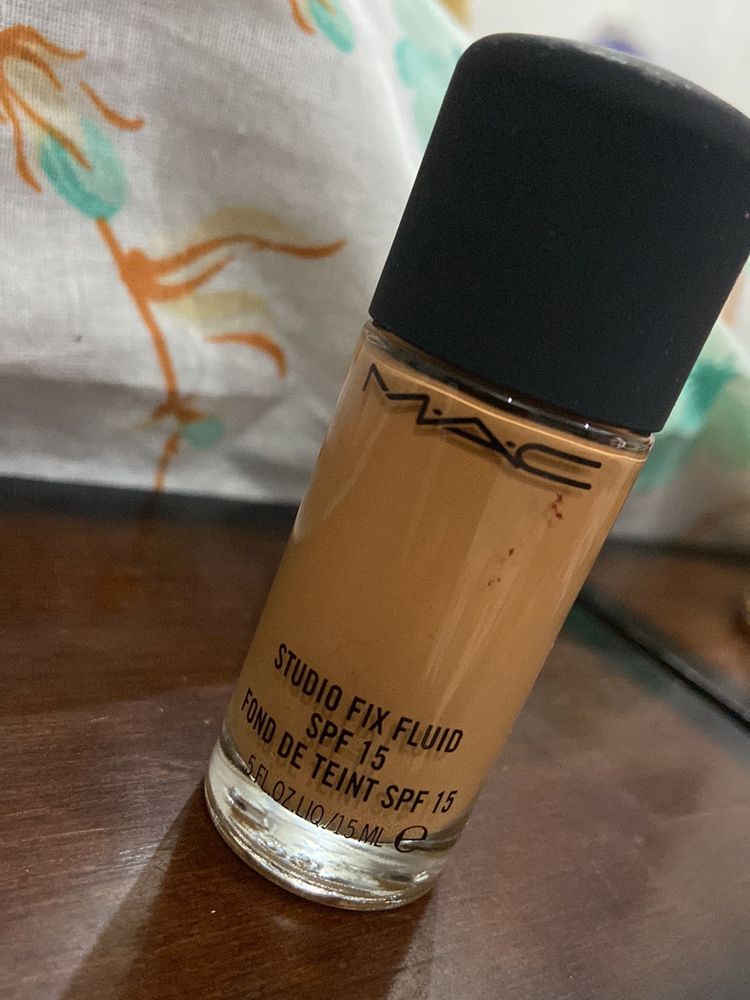 M·A·C
STUDIO FIX FLUID
SPF 15
FOND DE TEINT SPF 15
.5 FL OZ.LIQ/15 ML ℮